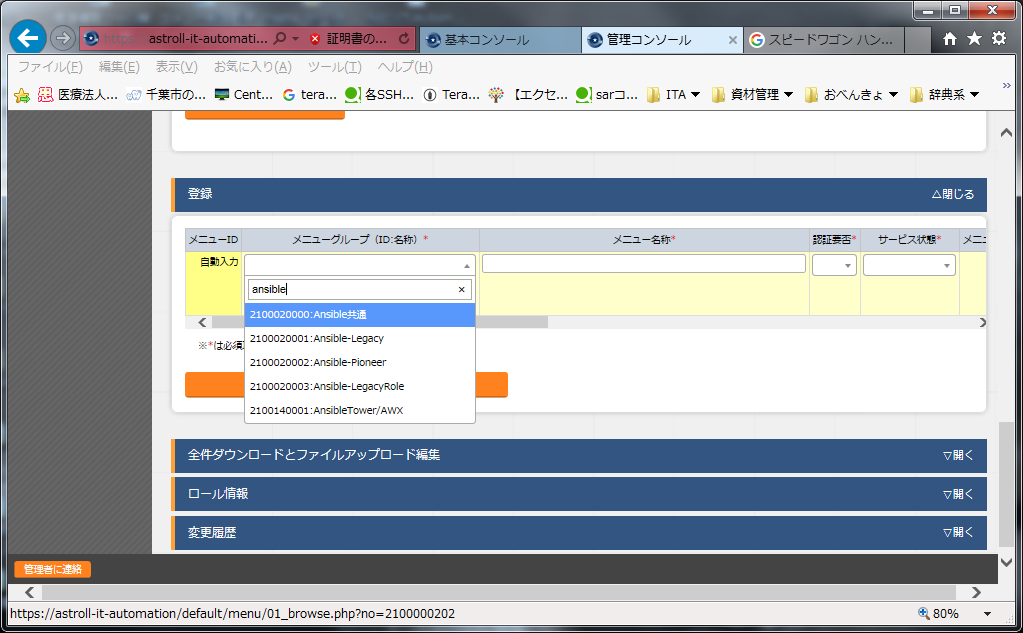 https://astroll-it-automati... 証明書の... 基本コンソール 管理コンソール スピードワゴン ハン...
ファイル(F) 編集(E) 表示(V) お気に入り(A) ツール(T) ヘルプ(H)
医療法人... 千葉市の... Cent... tera... 各SSH... Tera... 【エクセ... sarコ... ITA 資材管理 おべんきょ 辞典系
登録 △閉じる
メニューID メニューグループ（ID:名称）* メニュー名称* 認証要否* サービス状態* メニュ
自動入力
ansible
2100020000:Ansible共通
2100020001:Ansible-Legacy
※*は必須
2100020002:Ansible-Pioneer
2100020003:Ansible-LegacyRole
2100140001:AnsibleTower/AWX
全件ダウンロードとファイルアップロード編集 ▽開く
ロール情報 ▽開く
変更履歴 ▽開く
管理者に連絡
https://astroll-it-automation/default/menu/01_browse.php?no=2100000202 80%